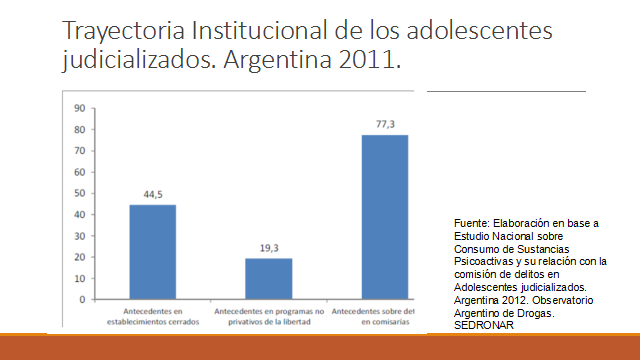 Trayectoria Institucional de los adolescentes
judicializados. Argentina 2011.
90
80
70
60
50
40
30
20
10
0
44,5
19,3
77,3
Antecedentes en
establecimientos cerrados
Antecedentes en programas no
privativos de la libertad
Antecedentes sobre det
en comisarías
Fuente: Elaboración en base a
Estudio Nacional sobre
Consumo de Sustancias
Psicoactivas y su relación con la
comisión de delitos en
Adolescentes judicializados.
Argentina 2012. Observatorio
Argentino de Drogas.
SEDRONAR